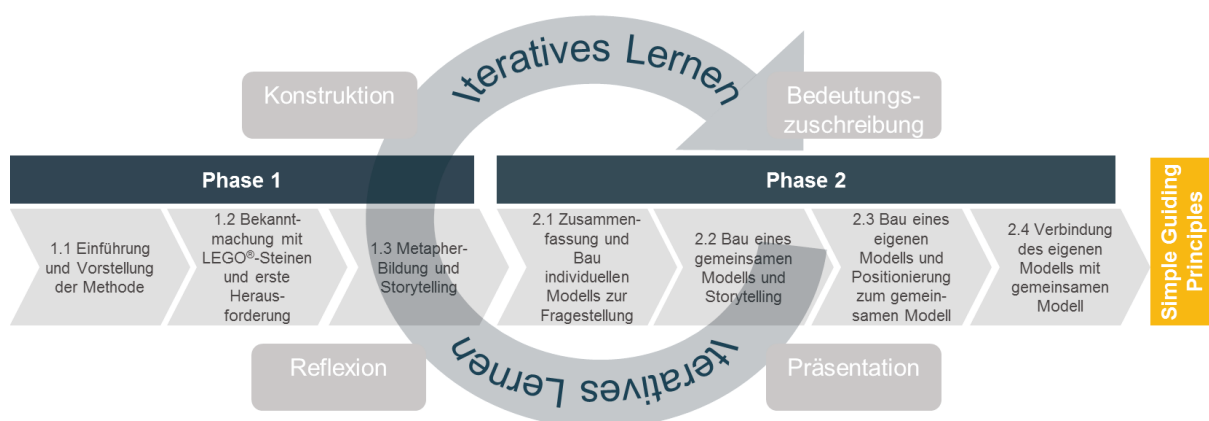 Iteratives Lernen
Konstruktion
Bedeutungs-
zuschreibung
Phase 1
Phase 2
1.1 Einführung
und Vorstellung
der Methode
1.2 Bekannt-
machung mit
LEGO®-Steinen
und erste
Heraus-
forderung
1.3 Metapher-
Bildung und
Storytelling
2.1 Zusammen-
fassung und
Bau
individuellen
Modells zur
Fragestellung
2.2 Bau eines
gemeinsamen
Modells und
Storytelling
2.3 Bau eines
eigenen
Modells und
Positionierung
zum gemein-
samen Modell
2.4 Verbindung
des eigenen
Modells mit
gemeinsamen
Modell
Simple Guiding
Principles
Reflexion
Iteratives Lernen
Präsentation